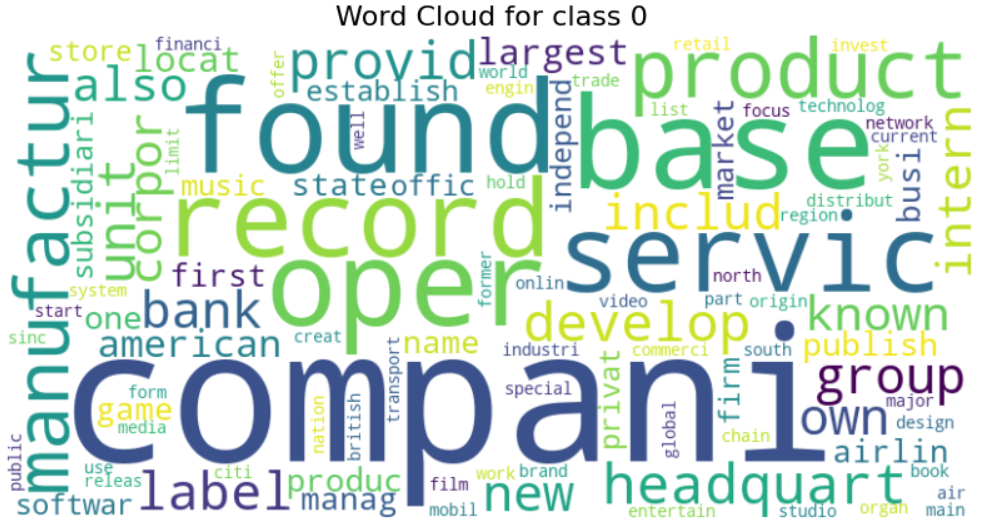 Word Cloud for class 0
store
financi
locat
also
provid
offer
largest
world
engin
establish
trade
retail
invest
product
manufactur
subsidiari
unit
corpor
limit
found
well
independ
base
list
market
focus
technolog
network
current
york
busi
intern
music
state
offic
hold
record
includ
distribut
region
servic
first
oper
former
onlin
north
system
start
sinc
one
bank
american
creat
name
video
part
origin
develop
known
industri
commerci
south
publish
compani
transport
form
game
media
nation
british
special
privat
global
firm
chain
group
major
own
design
airlin
public
use
releas
citi
softwar
label
produc
manag
film
mobil
work
brand
new
headquart
entertain
studio
organ
book
air
main